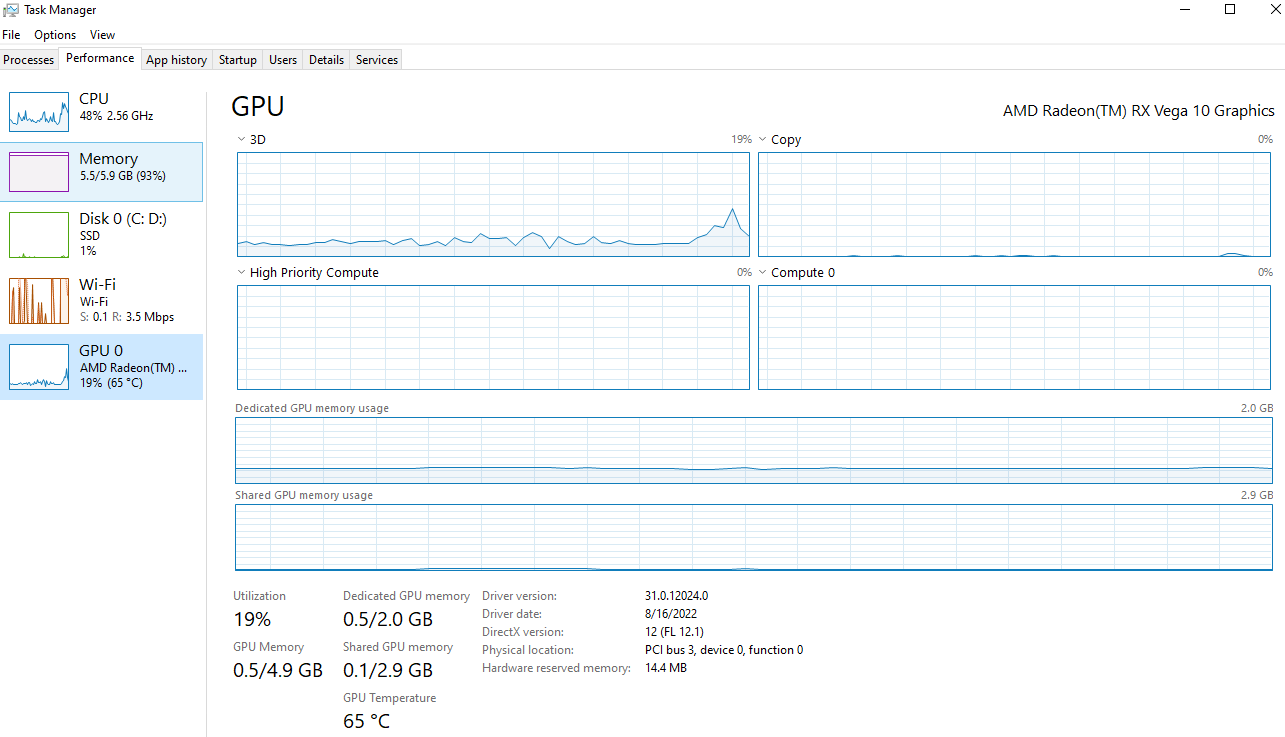 Task Manager
File Options View
Processes Performance App history Startup Users Details Services
CPU
48% 2.56 GHz
Memory
5.5/5.9 GB (93%)
Disk 0 (C: D:)
SSD
1%
Wi-Fi
Wi-Fi
S: 0.1 R: 3.5 Mbps
GPU 0
AMD Radeon(TM) ...
19% (65 °C)
GPU
AMD Radeon(TM) RX Vega 10 Graphics
3D 19%
Copy 0%
High Priority Compute 0%
Compute 0 0%
Dedicated GPU memory usage 2.0 GB
Shared GPU memory usage 2.9 GB
Utilization
19%
GPU Memory
0.5/4.9 GB
Dedicated GPU memory
0.5/2.0 GB
Shared GPU memory
0.1/2.9 GB
GPU Temperature
65 °C
Driver version: 31.0.12024.0
Driver date: 8/16/2022
DirectX version: 12 (FL 12.1)
Physical location: PCI bus 3, device 0, function 0
Hardware reserved memory: 14.4 MB